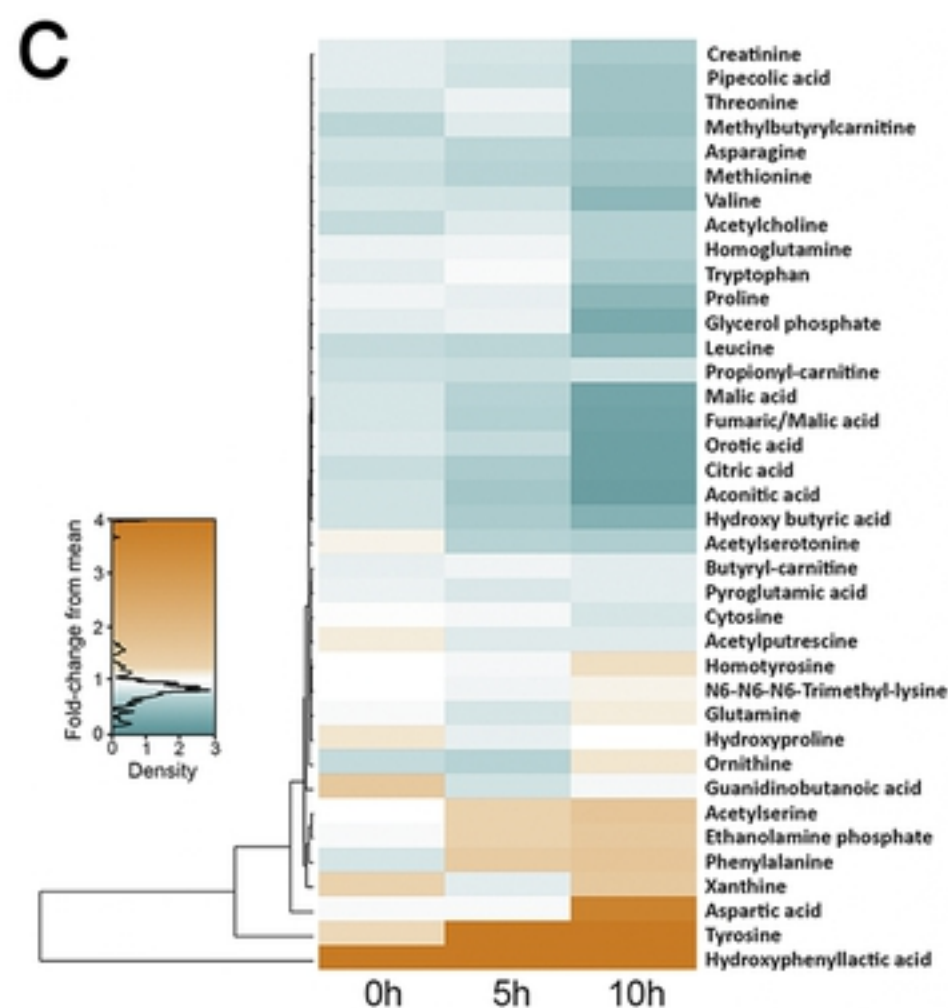 C
Creatinine
Pipecolic acid
Threonine
Methylbutyrylcarnitine
Asparagine
Methionine
Valine
Acetylcholine
Homoglutamine
Tryptophan
Proline
Glycerol phosphate
Leucine
Propionyl-carnitine
Malic acid
Fumaric/Malic acid
Orotic acid
Citric acid
Aconitic acid
Hydroxy butyric acid
Acetylserotonine
Butyryl-carnitine
Pyroglutamic acid
Cytosine
Acetylputrescine
Homotyrosine
N6-N6-N6-Trimethyl-lysine
Glutamine
Hydroxyproline
Ornithine
Guanidinobutanoic acid
Acetylserine
Ethanolamine phosphate
Phenylalanine
Xanthine
Aspartic acid
Tyrosine
Hydroxyphenyllactic acid
0h 5h 10h
Fold-change from mean
4
3
2
1
0
0 1 2 3
Density